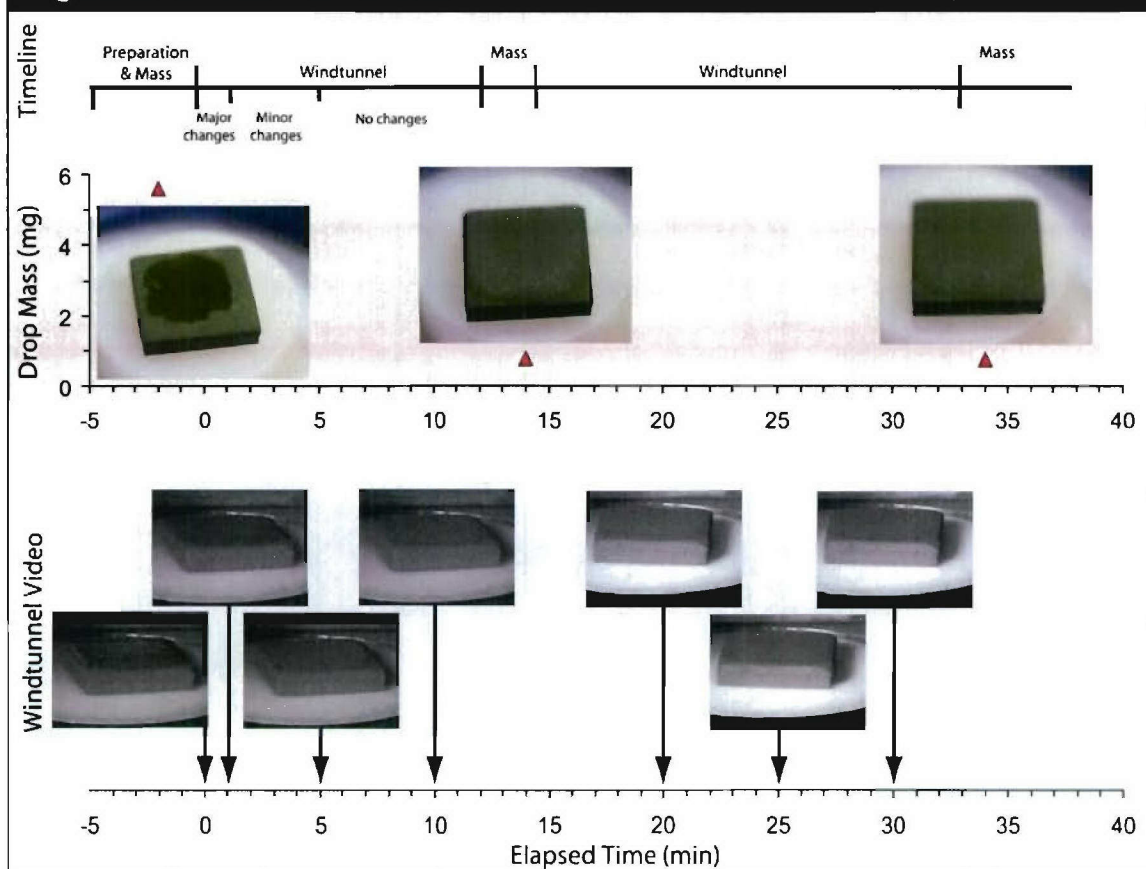 Timeline
Preparation
& Mass
Windtunnel
Mass
Windtunnel
Mass
Major
changes
Minor
changes
No changes
Drop Mass (mg)
6
4
2
0
-5 0 5 10 15 20 25 30 35 40
Windtunnel Video
-5 0 5 10 15 20 25 30 35 40
Elapsed Time (min)